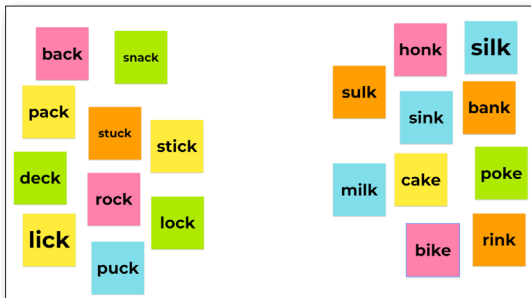 back
snack
pack
stuck
stick
deck
rock
lock
lick
puck
honk
silk
sulk
bank
sink
milk
cake
poke
bike
rink